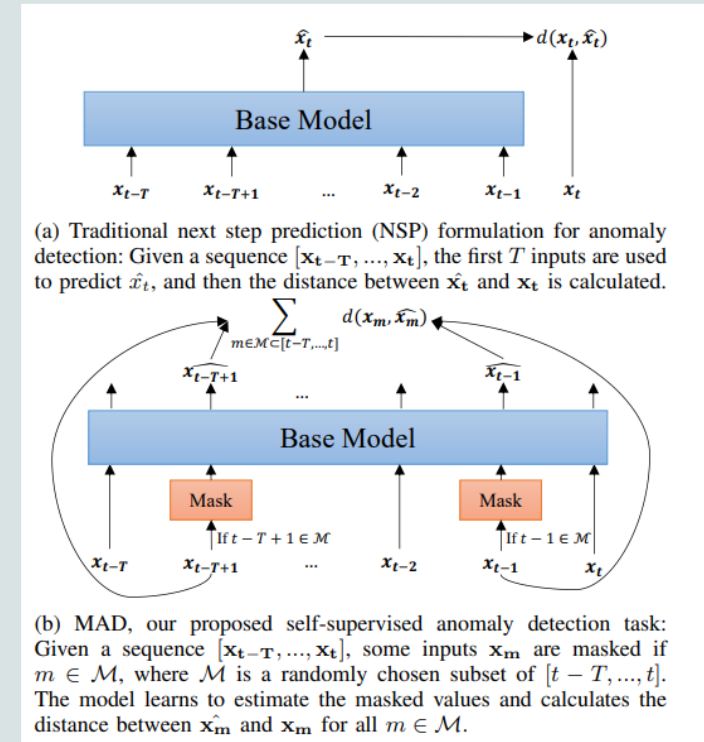 x̂ₜ d(xₜ, x̂ₜ)
Base Model
xₜ₋T xₜ₋T₊₁ ... xₜ₋₂ xₜ₋₁ xₜ
(a) Traditional next step prediction (NSP) formulation for anomaly
detection: Given a sequence [xₜ₋T, ..., xₜ], the first T inputs are used
to predict x̂ₜ, and then the distance between x̂ₜ and xₜ is calculated.
∑ d(xₘ, x̂ₘ)
m∈ℳ⊂[t−T,...,t]
x̂ₜ₋T₊₁ x̂ₜ₋₁
...
Base Model
Mask Mask
If t − T + 1 ∈ ℳ If t − 1 ∈ ℳ
xₜ₋T xₜ₋T₊₁ ... xₜ₋₂ xₜ₋₁ xₜ
(b) MAD, our proposed self-supervised anomaly detection task:
Given a sequence [xₜ₋T, ..., xₜ], some inputs xₘ are masked if
m ∈ ℳ, where ℳ is a randomly chosen subset of [t − T, ..., t].
The model learns to estimate the masked values and calculates the
distance between x̂ₘ and xₘ for all m ∈ ℳ.